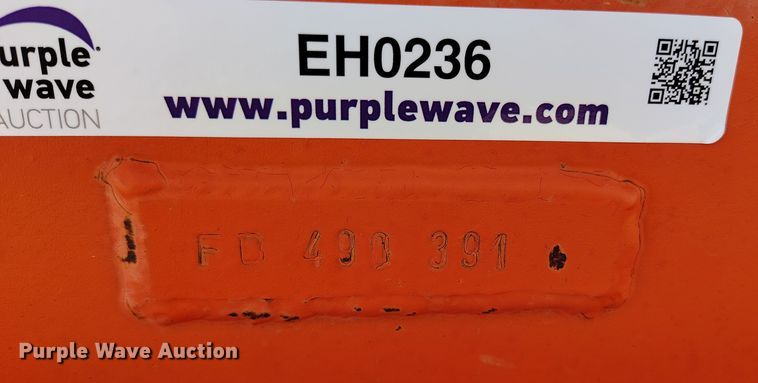 purple
wave
AUCTION
EH0236
www.purplewave.com
FD 490 391
Purple Wave Auction